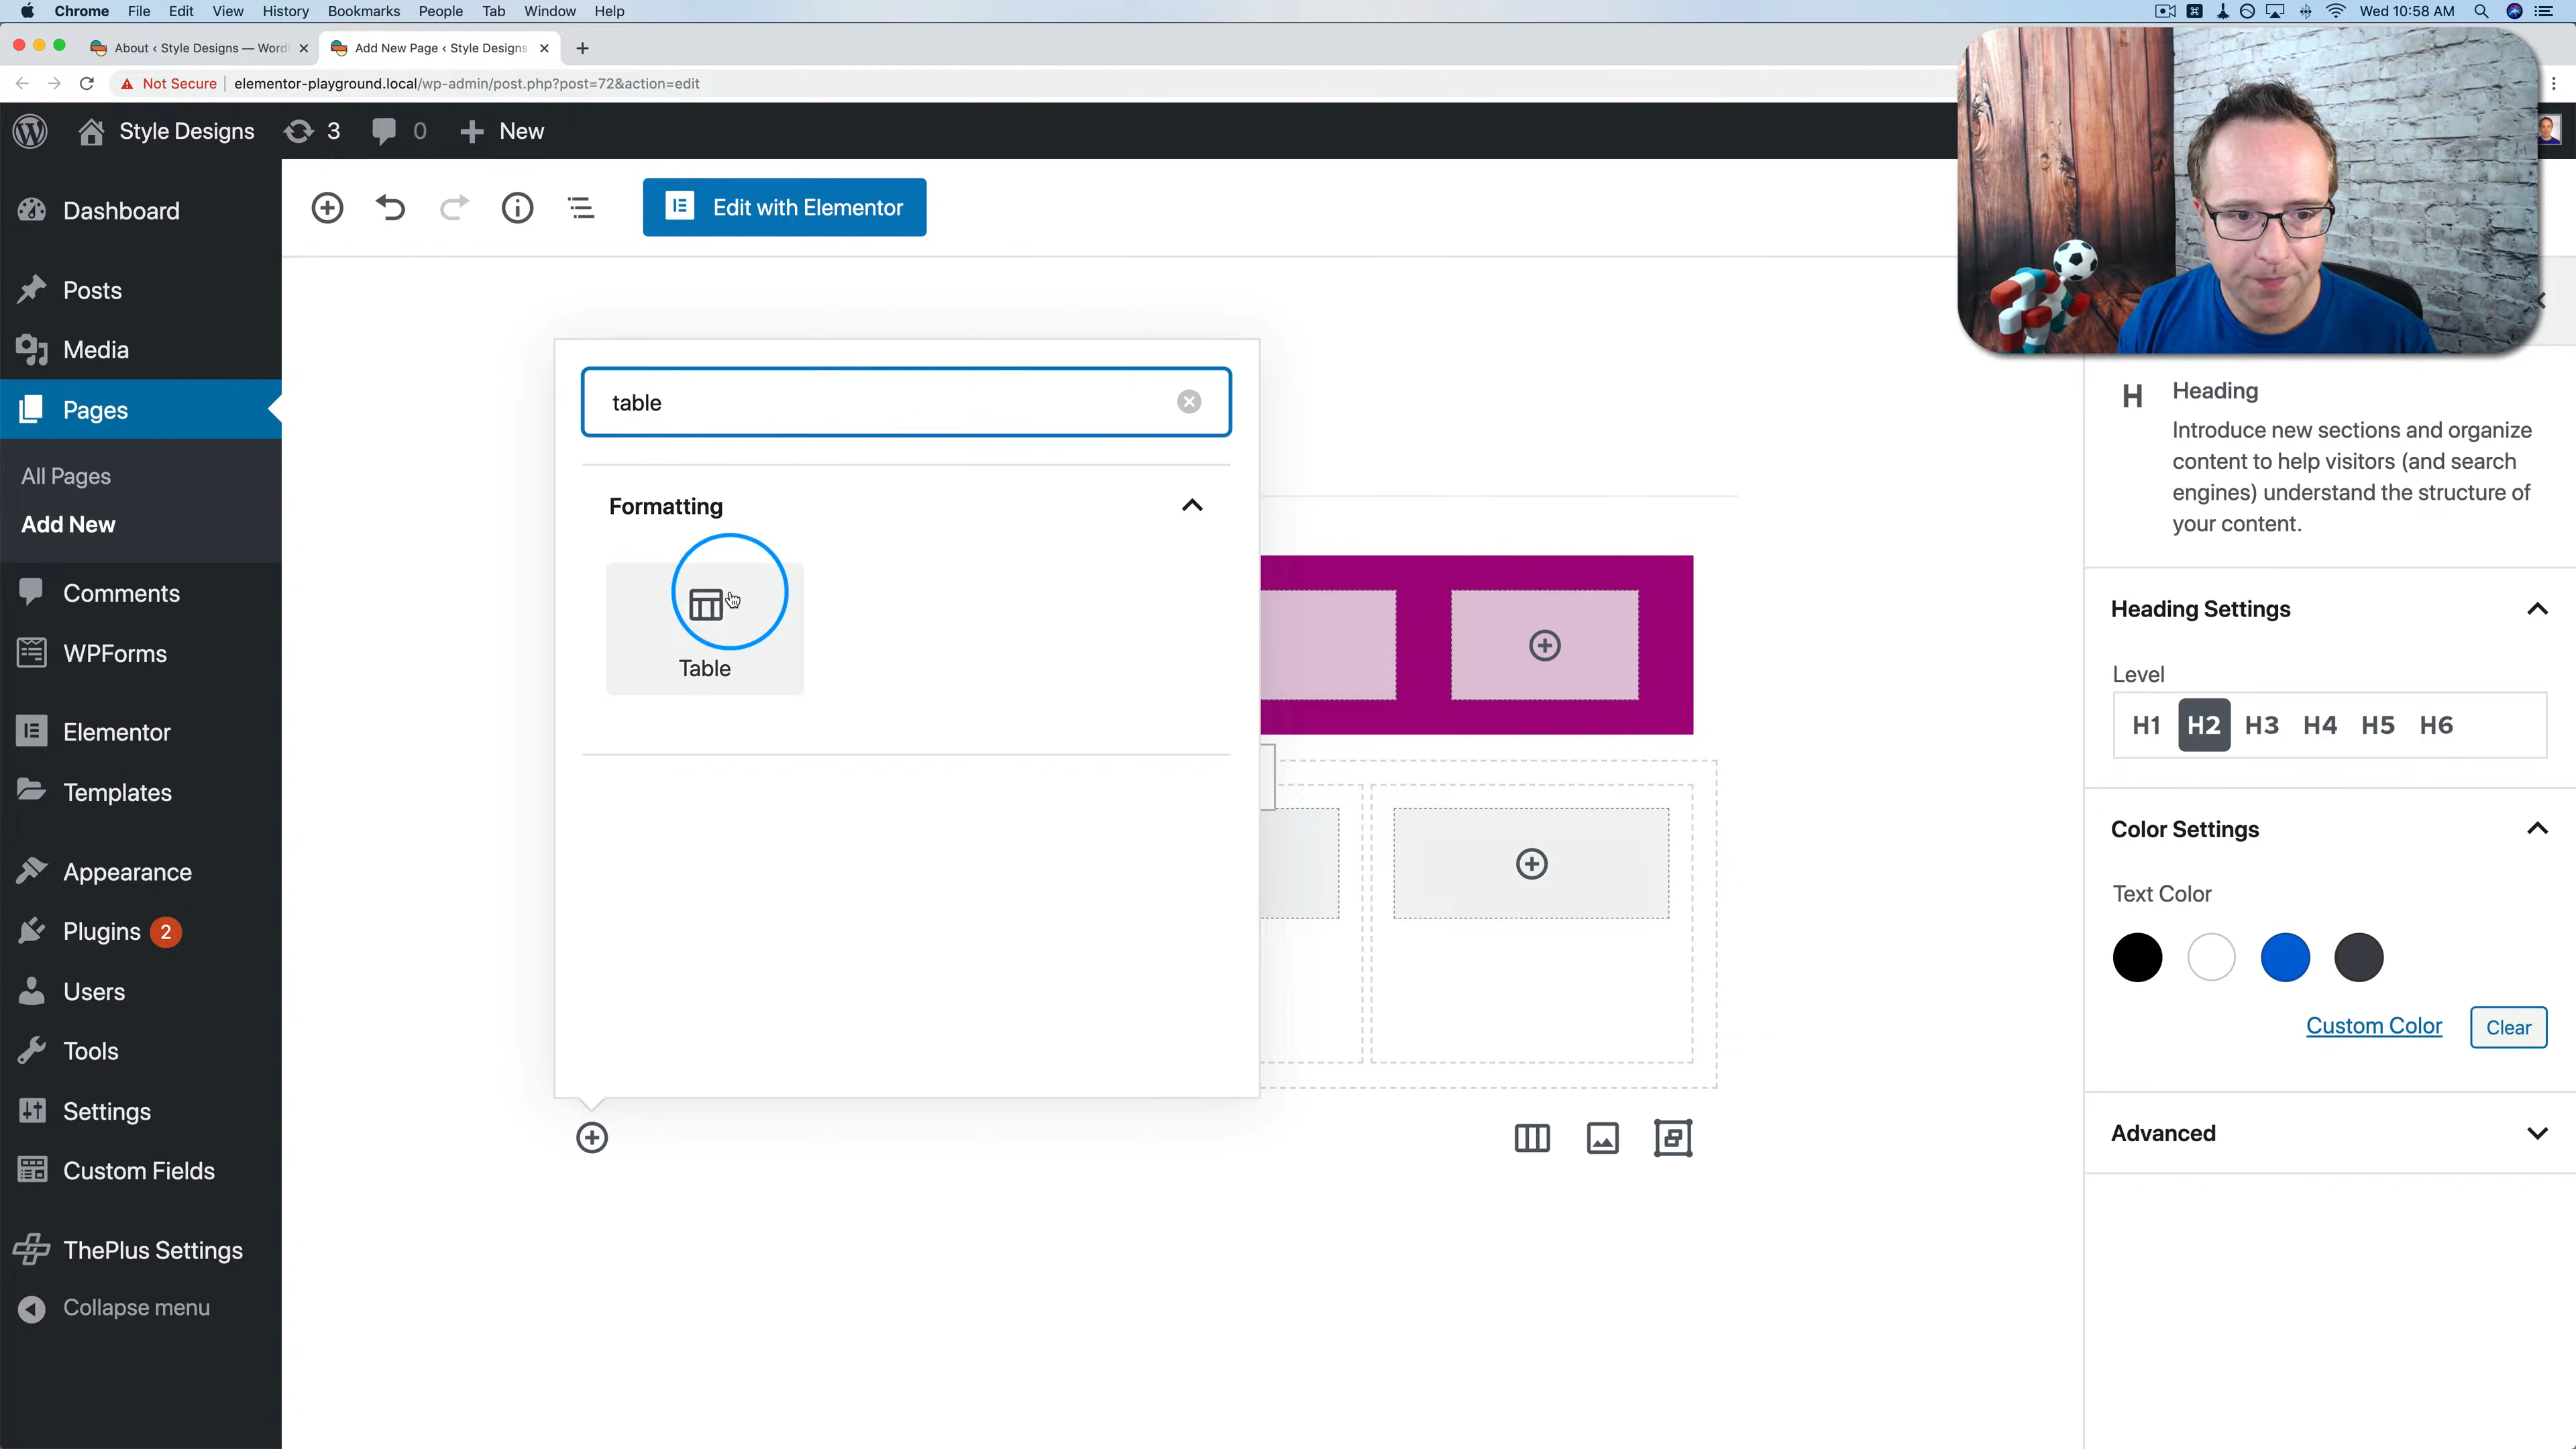 Chrome File Edit View History Bookmarks People Tab Window Help
Wed 10:58 AM
About ‹ Style Designs — Word
Add New Page ‹ Style Designs
Not Secure
elementor-playground.local/wp-admin/post.php?post=72&action=edit
Style Designs
3
0
New
Dashboard
Posts
Media
Pages
All Pages
Add New
Comments
WPForms
Elementor
Templates
Appearance
Plugins 2
Users
Tools
Settings
Custom Fields
ThePlus Settings
Collapse menu
Edit with Elementor
table
Formatting
Table
H
Heading
Introduce new sections and organize
content to help visitors (and search
engines) understand the structure of
your content.
Heading Settings
Level
H1 H2 H3 H4 H5 H6
Color Settings
Text Color
Custom Color
Clear
Advanced